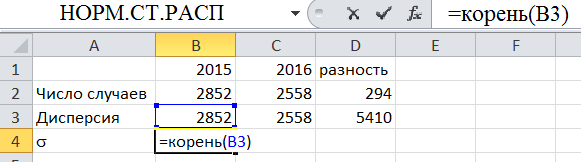 НОРМ.СТ.РАСП fx =корень(B3)
A B C D E F
1 2015 2016 разность
2 Число случаев 2852 2558 294
3 Дисперсия 2852 2558 5410
4 σ =корень(B3)